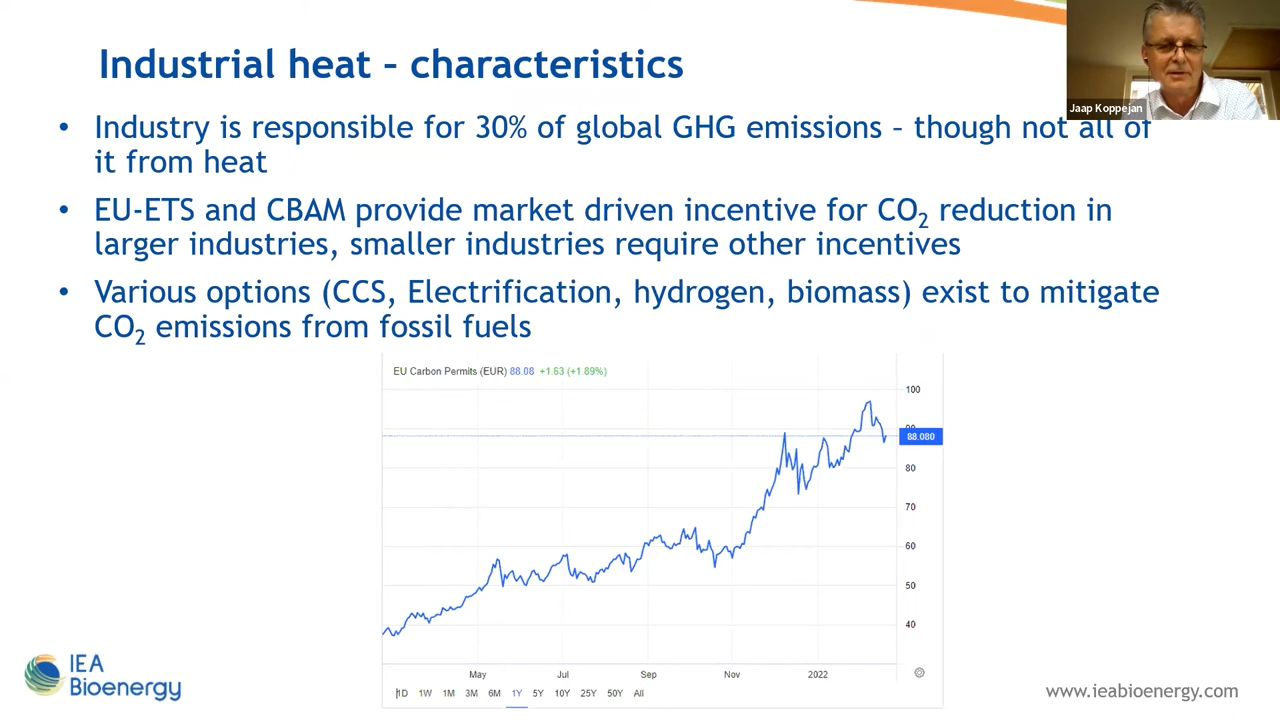 Industrial heat – characteristics
Jaap Koppejan
• Industry is responsible for 30% of global GHG emissions – though not all of
it from heat
• EU-ETS and CBAM provide market driven incentive for CO₂ reduction in
larger industries, smaller industries require other incentives
• Various options (CCS, Electrification, hydrogen, biomass) exist to mitigate
CO₂ emissions from fossil fuels
EU Carbon Permits (EUR) 88.08 +1.63 (+1.89%)
100
90
88.080
80
70
60
50
40
May Jul Sep Nov 2022
1D 1W 1M 3M 6M 1Y 5Y 10Y 25Y 50Y All
IEA
Bioenergy
www.ieabioenergy.com